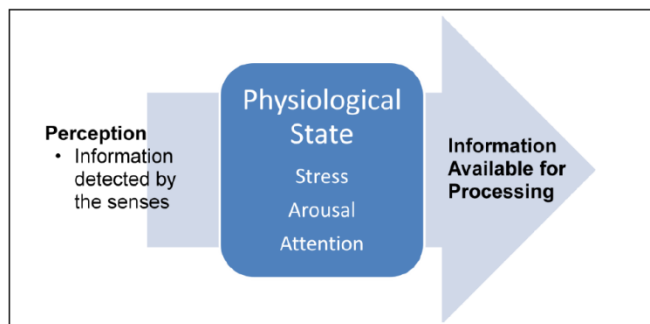 Perception
• Information
detected by
the senses
Physiological
State
Stress
Arousal
Attention
Information
Available for
Processing